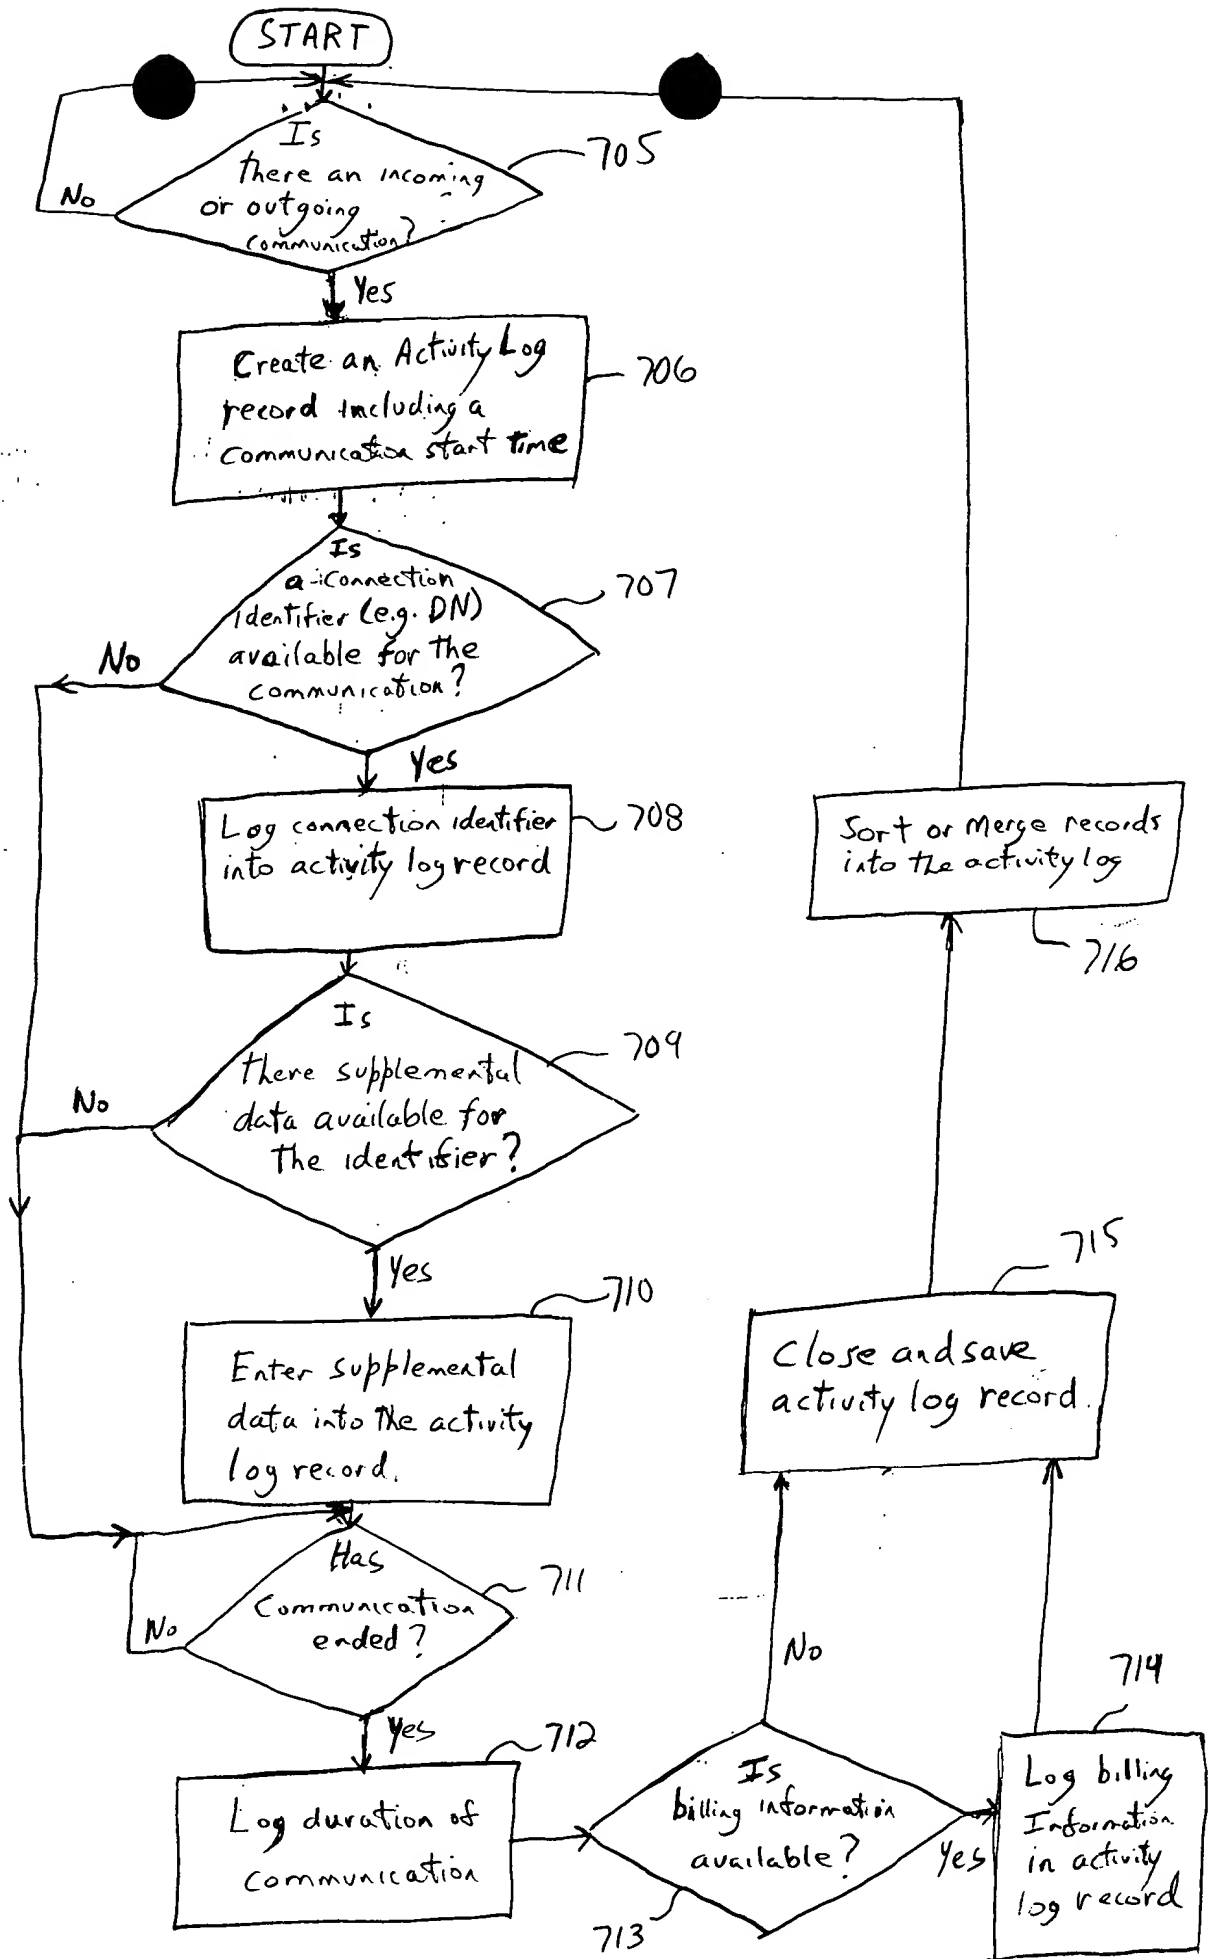 START
Is
there an incoming
or outgoing
communication?
705
No
Yes
Create an Activity Log
record including a
communication start time
706
Is
a connection
identifier (e.g. DN)
available for the
communication?
707
No
Yes
Log connection identifier
into activity log record
708
Is
there supplemental
data available for
the identifier?
709
No
Yes
Enter supplemental
data into the activity
log record.
710
Has
communication
ended?
711
No
Yes
Log duration of
communication
712
Is
billing information
available?
713
No
Yes
Log billing
Information
in activity
log record
714
Close and save
activity log record.
715
Sort or Merge records
into the activity log
716